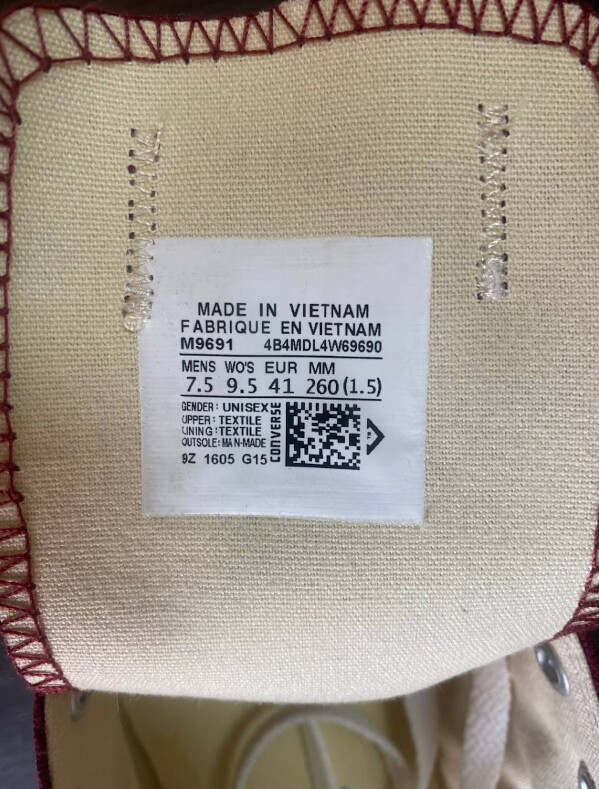 MADE IN VIETNAM
FABRIQUE EN VIETNAM
M9691 4B4MDL4W69690
MENS WO'S EUR MM
7.5 9.5 41 260(1.5)
GENDER: UNISEX
UPPER: TEXTILE
LINING: TEXTILE
OUTSOLE: MAN-MADE
9Z 1605 G15
CONVERSE